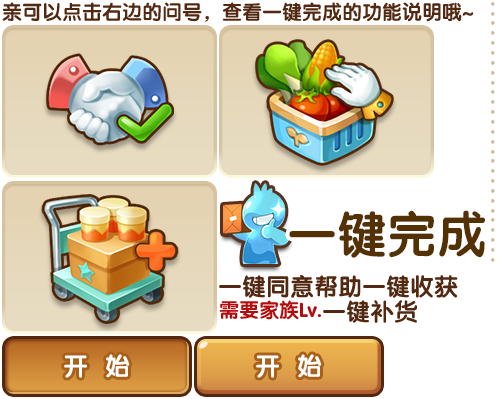 亲可以点击右边的问号，查看一键完成的功能说明哦~
一键完成
一键同意帮助一键收获
需要家族Lv.一键补货
开 始
开 始